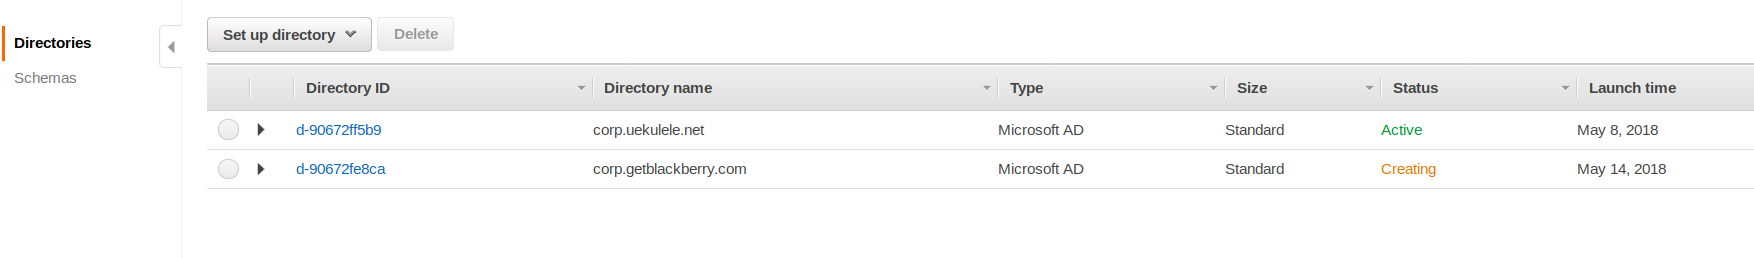 Directories
Schemas
Set up directory Delete
Directory ID Directory name Type Size Status Launch time
d-90672ff5b9 corp.uekulele.net Microsoft AD Standard Active May 8, 2018
d-90672fe8ca corp.getblackberry.com Microsoft AD Standard Creating May 14, 2018